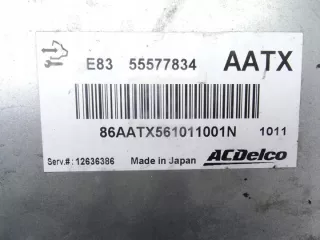 E83 55577834 AATX
86AATX561011001N 1011
Serv.#: 12636386 Made in Japan ACDelco